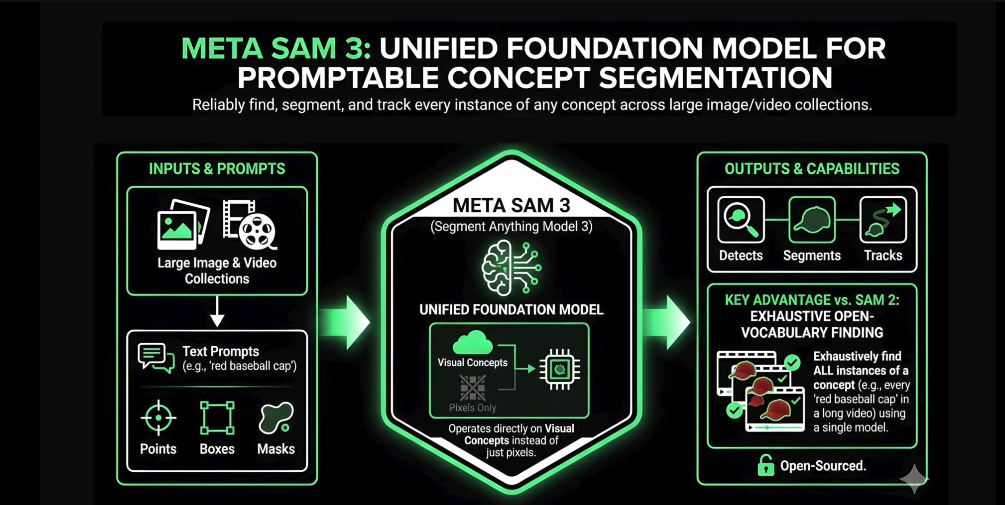 META SAM 3: UNIFIED FOUNDATION MODEL FOR
PROMPTABLE CONCEPT SEGMENTATION
Reliably find, segment, and track every instance of any concept across large image/video collections.
INPUTS & PROMPTS
Large Image & Video
Collections
Text Prompts
(e.g., 'red baseball cap')
Points
Boxes
Masks
META SAM 3
(Segment Anything Model 3)
UNIFIED FOUNDATION MODEL
Visual Concepts
Pixels Only
Operates directly on Visual
Concepts instead of
just pixels.
OUTPUTS & CAPABILITIES
Detects
Segments
Tracks
KEY ADVANTAGE vs. SAM 2:
EXHAUSTIVE OPEN-
VOCABULARY FINDING
Exhaustively find
ALL instances of a
concept (e.g., every
'red baseball cap' in
a long video) using
a single model.
Open-Sourced.